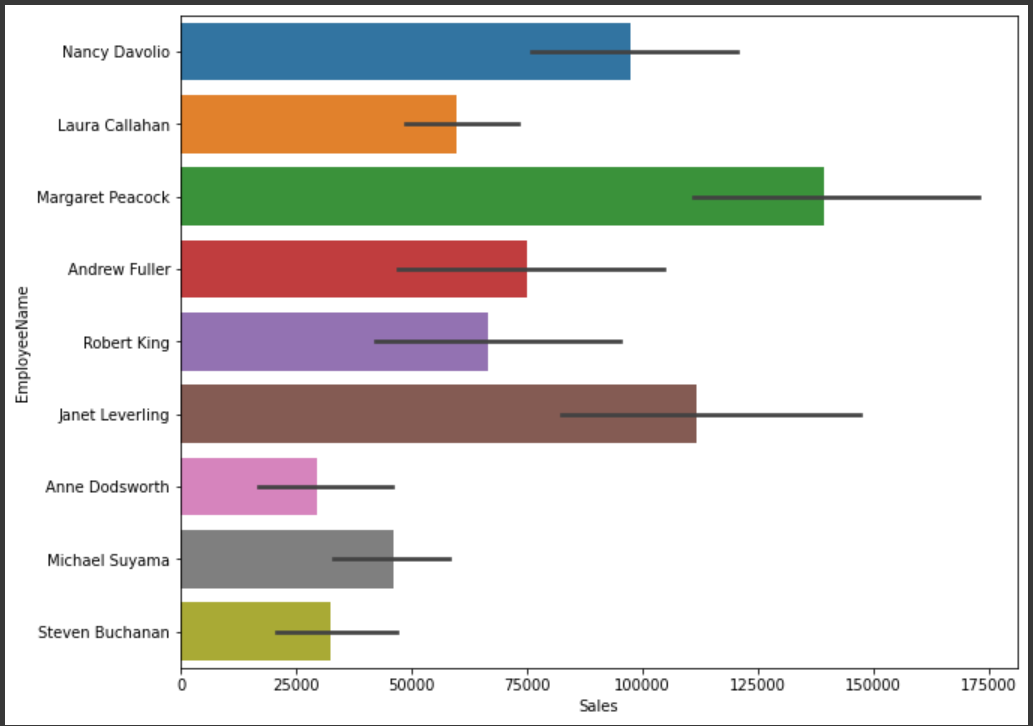 EmployeeName
Nancy Davolio
Laura Callahan
Margaret Peacock
Andrew Fuller
Robert King
Janet Leverling
Anne Dodsworth
Michael Suyama
Steven Buchanan
0 25000 50000 75000 100000 125000 150000 175000
Sales